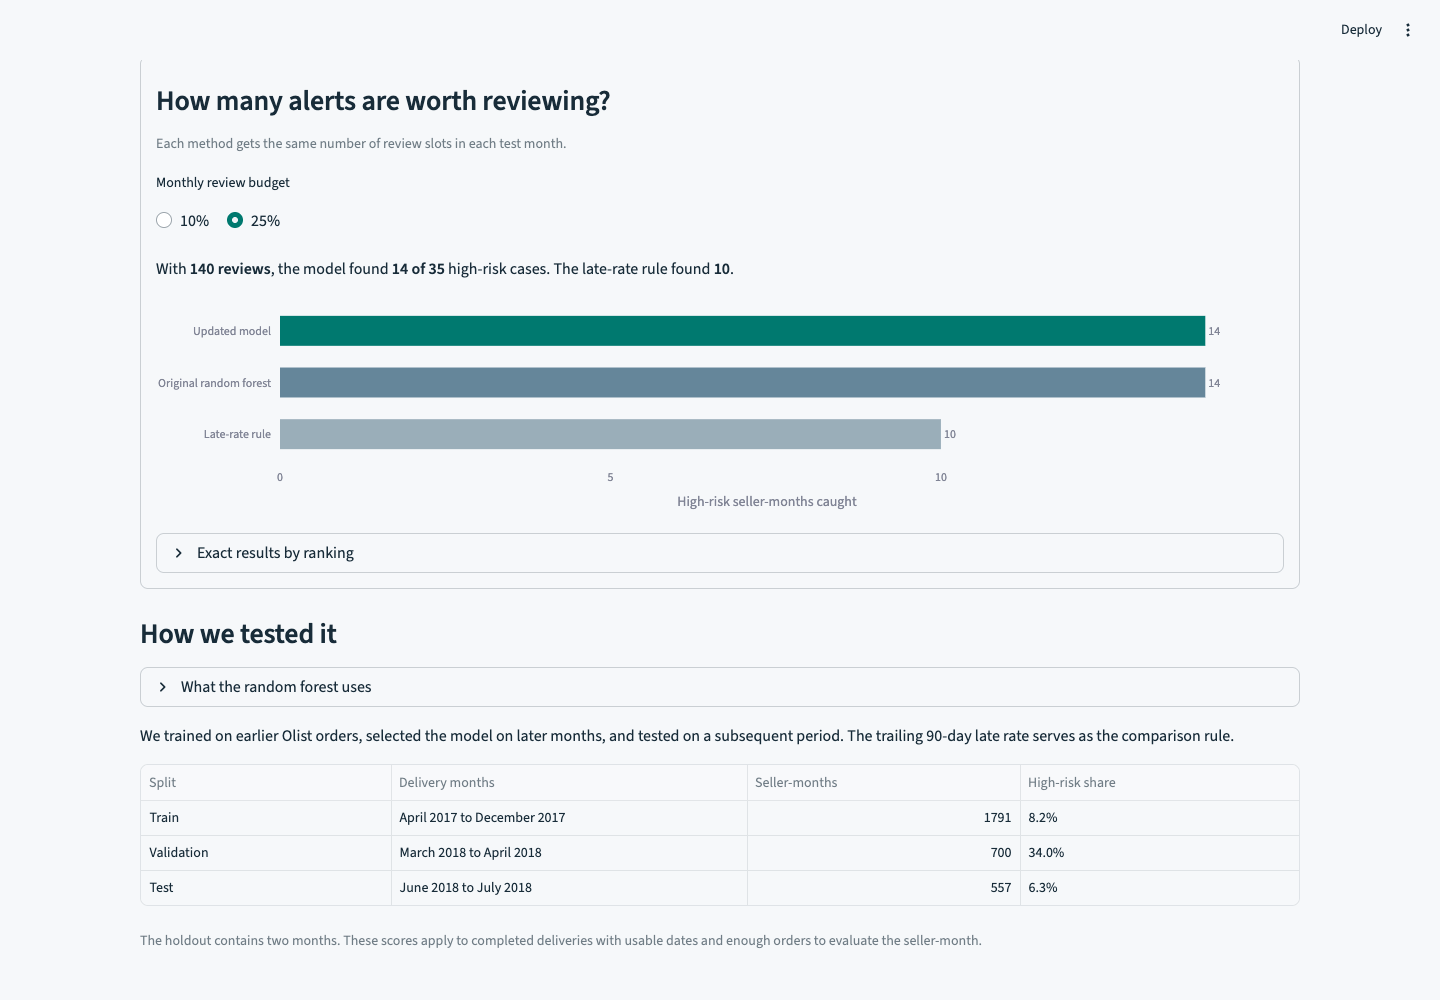 Deploy
How many alerts are worth reviewing?
Each method gets the same number of review slots in each test month.
Monthly review budget
10% 25%
With 140 reviews, the model found 14 of 35 high-risk cases. The late-rate rule found 10.
Updated model 14
Original random forest 14
Late-rate rule 10
0 5 10
High-risk seller-months caught
Exact results by ranking
How we tested it
What the random forest uses
We trained on earlier Olist orders, selected the model on later months, and tested on a subsequent period. The trailing 90-day late rate serves as the comparison rule.
Split Delivery months Seller-months High-risk share
Train April 2017 to December 2017 1791 8.2%
Validation March 2018 to April 2018 700 34.0%
Test June 2018 to July 2018 557 6.3%
The holdout contains two months. These scores apply to completed deliveries with usable dates and enough orders to evaluate the seller-month.